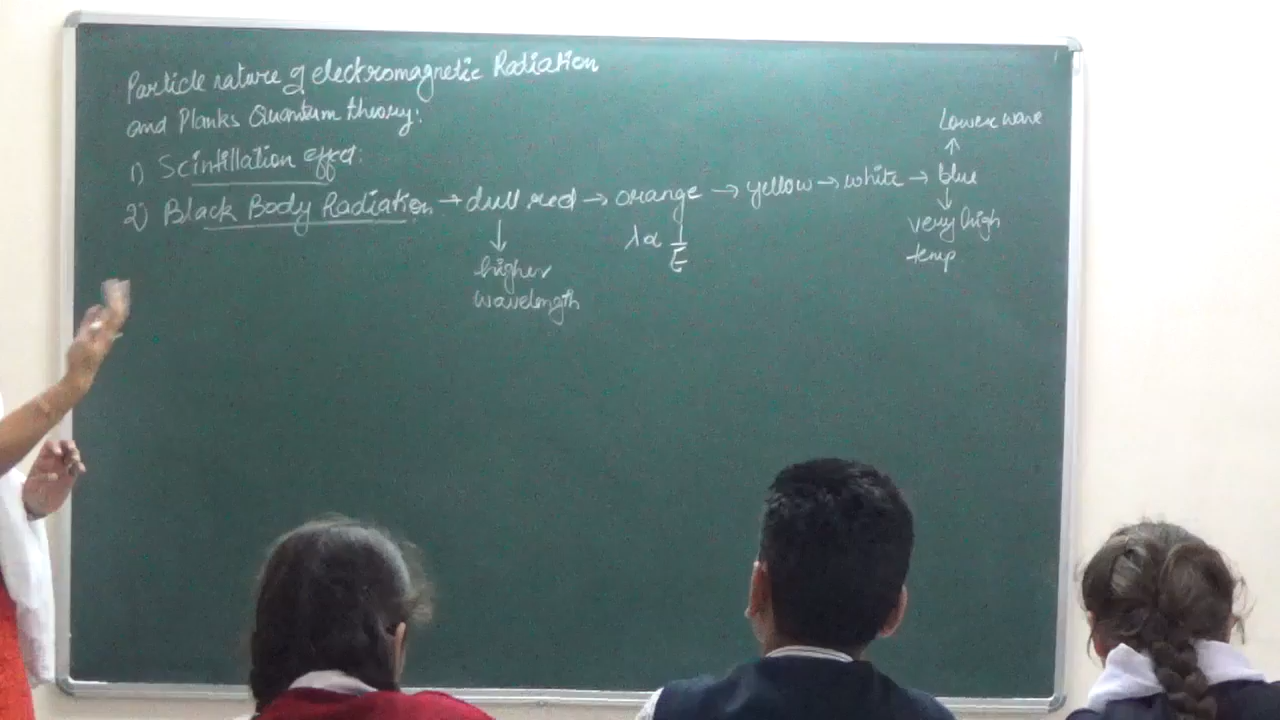 Particle nature of electromagnetic Radiation
and Planks Quantum theory:
1) Scintillation effct:
2) Black Body Radiation → dull red → orange → yellow → white → blue
↑
Lower wave
↓
very high
temp
↓
higher
wavelength
λ ∝ 1/E